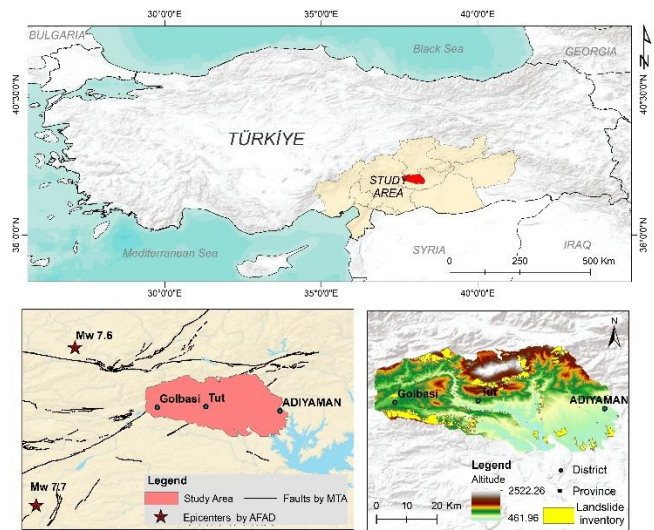 30°0'0"E 35°0'0"E 40°0'0"E
BULGARIA
Black Sea
GEORGIA
N
40°30'0"N
40°30'0"N
TÜRKİYE
STUDY
AREA
36°0'0"N
36°0'0"N
Mediterranean Sea
SYRIA
IRAQ
0 250 500 Km
30°0'0"E 35°0'0"E 40°0'0"E
Mw 7.6
Golbasi
Tut
ADIYAMAN
Mw 7.7
Legend
Study Area
Faults by MTA
Epicenters by AFAD
N
Golbasi
Tut
ADIYAMAN
Legend
Altitude
2522.26
461.96
District
Province
Landslide
inventory
0 10 20 Km